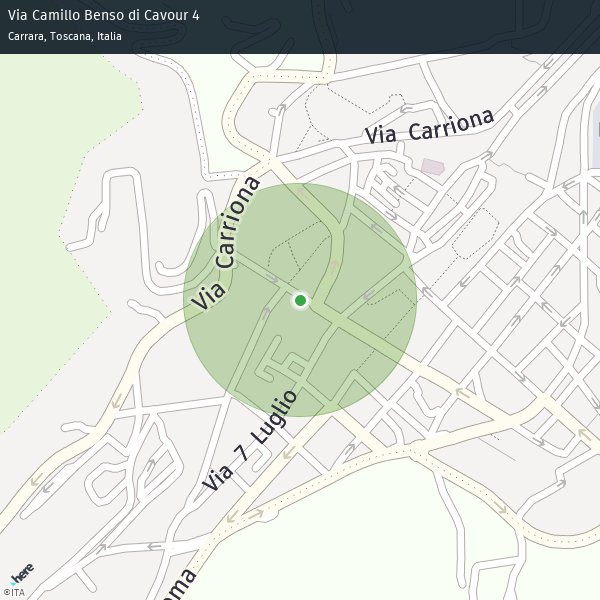 Via Camillo Benso di Cavour 4
Carrara, Toscana, Italia
Via Carriona
Via Carriona
Via 7 Luglio
oma
here
©ITA